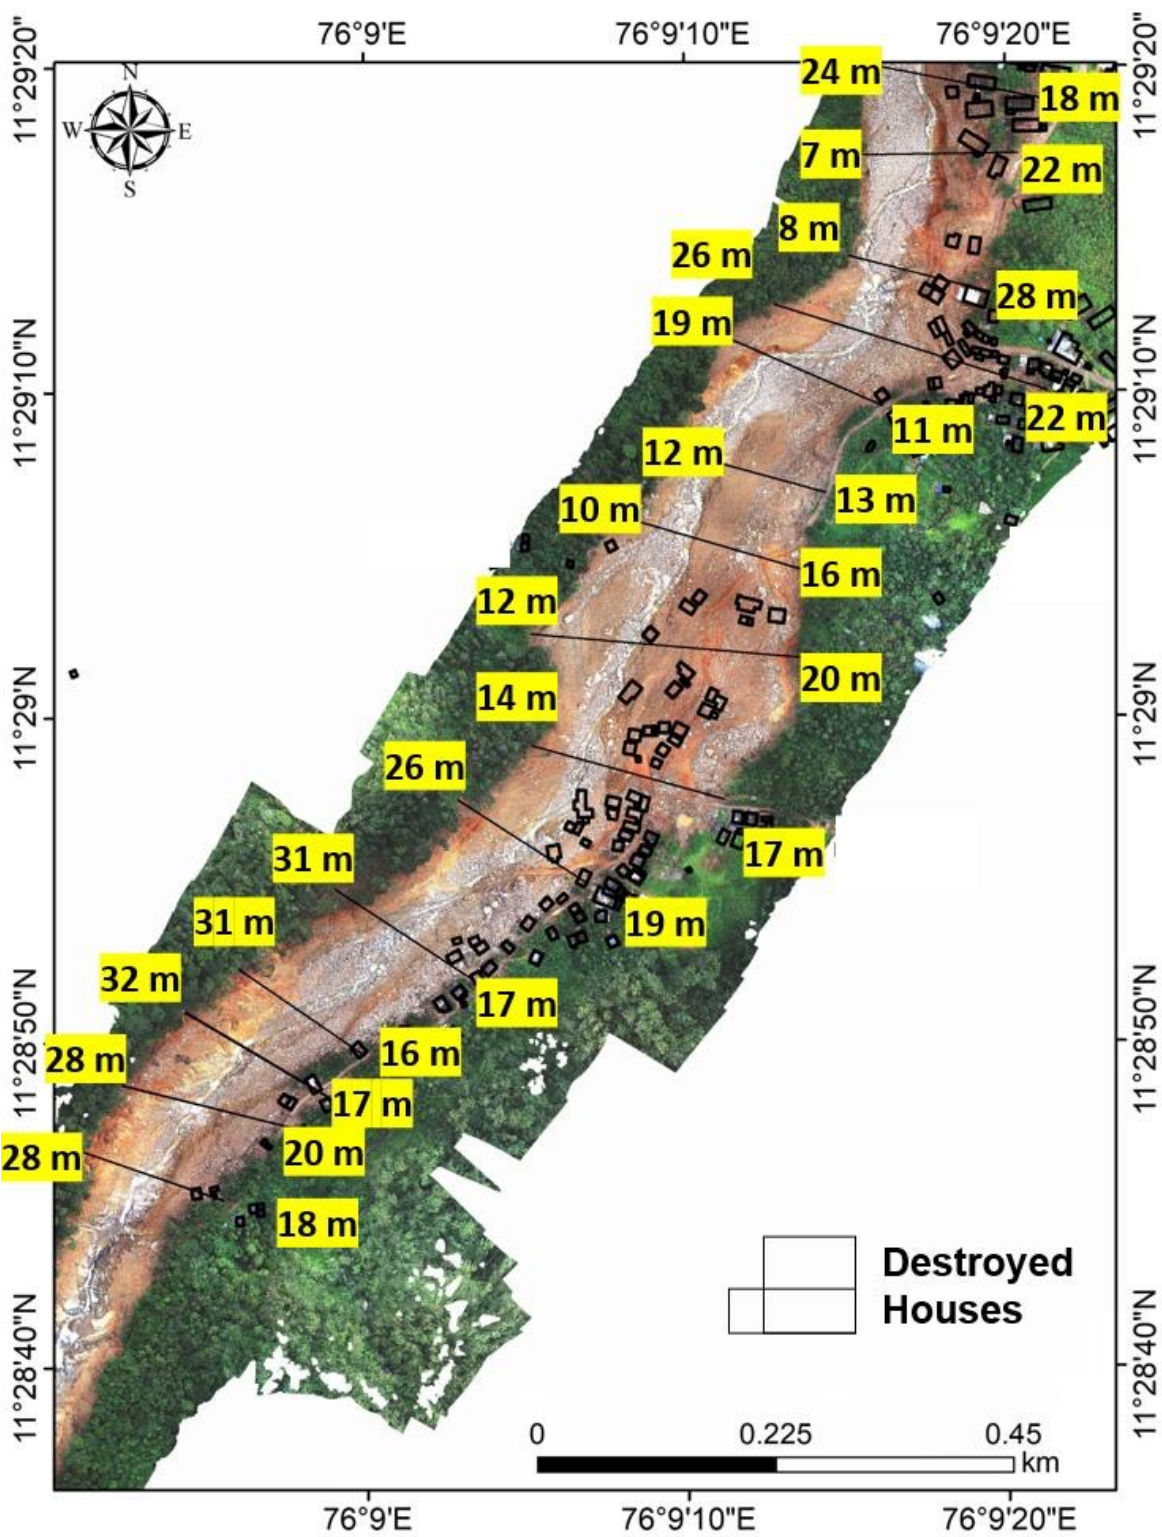 76°9'E
76°9'10"E
76°9'20"E
11°29'20"
11°29'20"
N
W
E
S
24 m
18 m
7 m
22 m
8 m
26 m
28 m
19 m
11°29'10"N
11°29'10"N
22 m
11 m
12 m
13 m
10 m
16 m
12 m
20 m
14 m
11°29'N
11°29'N
26 m
17 m
31 m
19 m
31 m
32 m
17 m
11°28'50"N
11°28'50"N
16 m
28 m
17 m
20 m
28 m
18 m
Destroyed
Houses
11°28'40"N
11°28'40"N
0
0.225
0.45
km
76°9'E
76°9'10"E
76°9'20"E